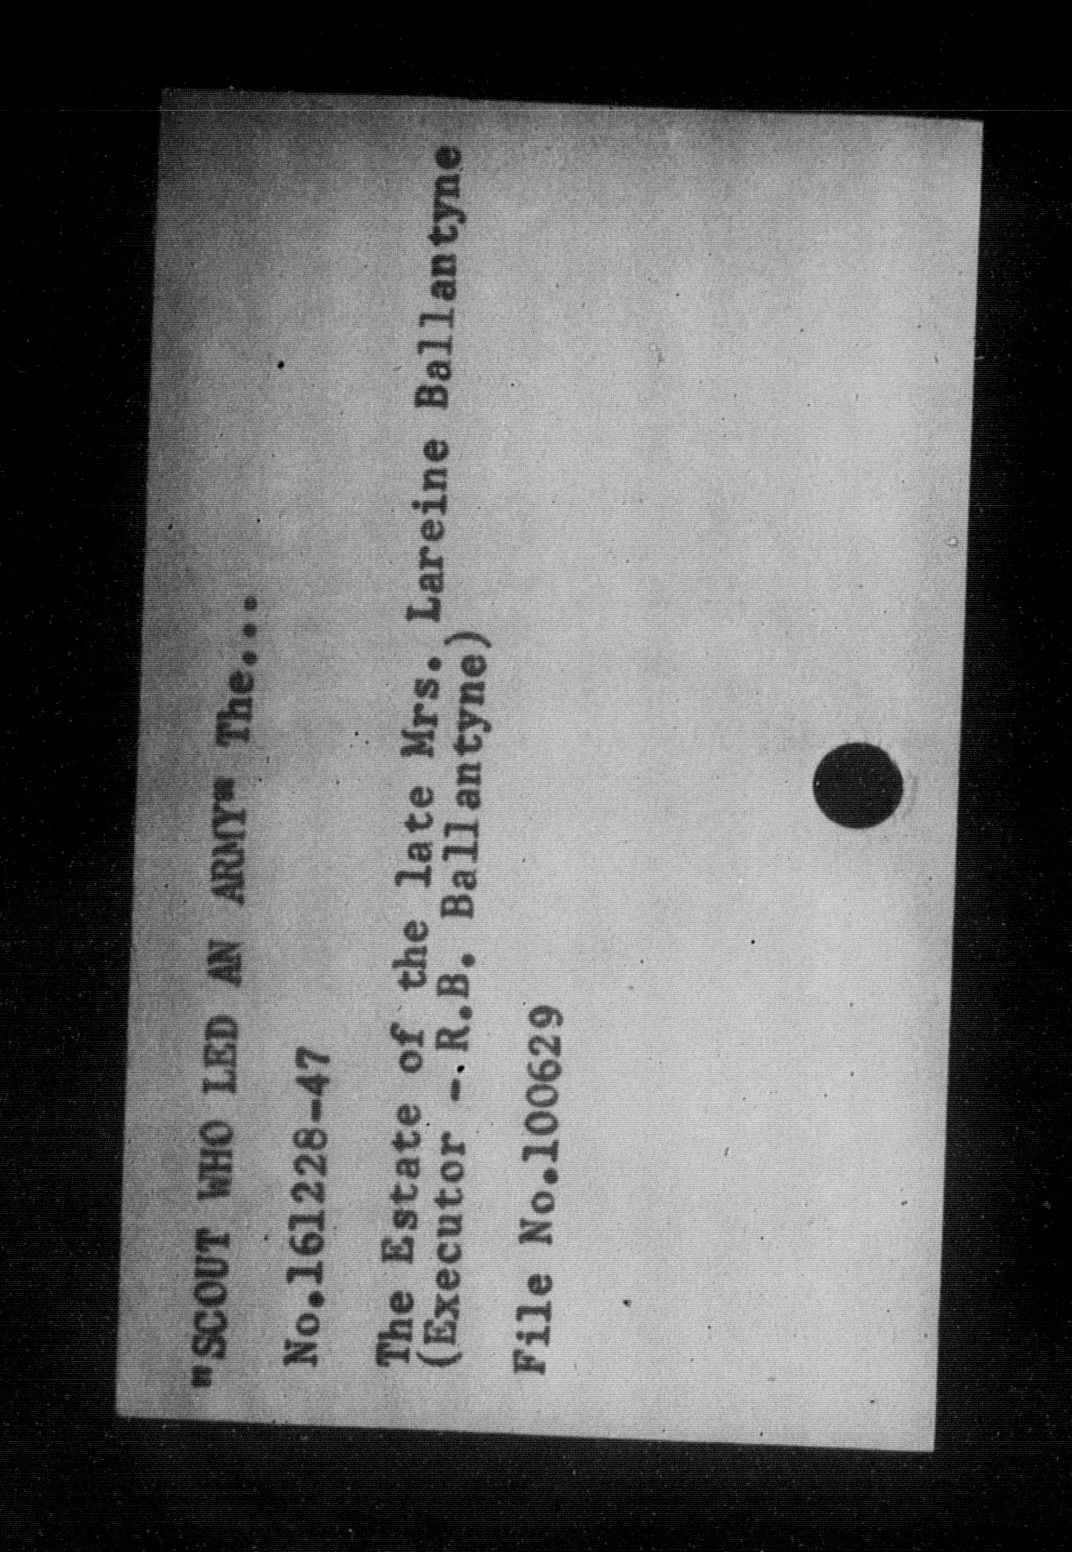 "SCOUT WHO LED AN ARMY" The...
No.161228-47
The Estate of the late Mrs. Lareine Ballantyne
(Executor -.R.B. Ballantyne)
File No.100629